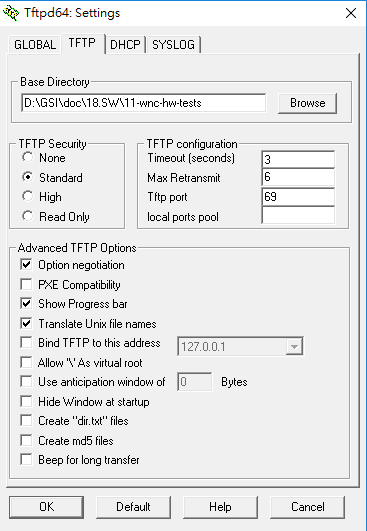 Tftpd64: Settings
GLOBAL TFTP DHCP SYSLOG
Base Directory
D:\GSI\doc\18.SW\11-wnc-hw-tests Browse
TFTP Security
None
Standard
High
Read Only
TFTP configuration
Timeout (seconds) 3
Max Retransmit 6
Tftp port 69
local ports pool
Advanced TFTP Options
Option negotiation
PXE Compatibility
Show Progress bar
Translate Unix file names
Bind TFTP to this address 127.0.0.1
Allow '\' As virtual root
Use anticipation window of 0 Bytes
Hide Window at startup
Create "dir.txt" files
Create md5 files
Beep for long transfer
OK Default Help Cancel